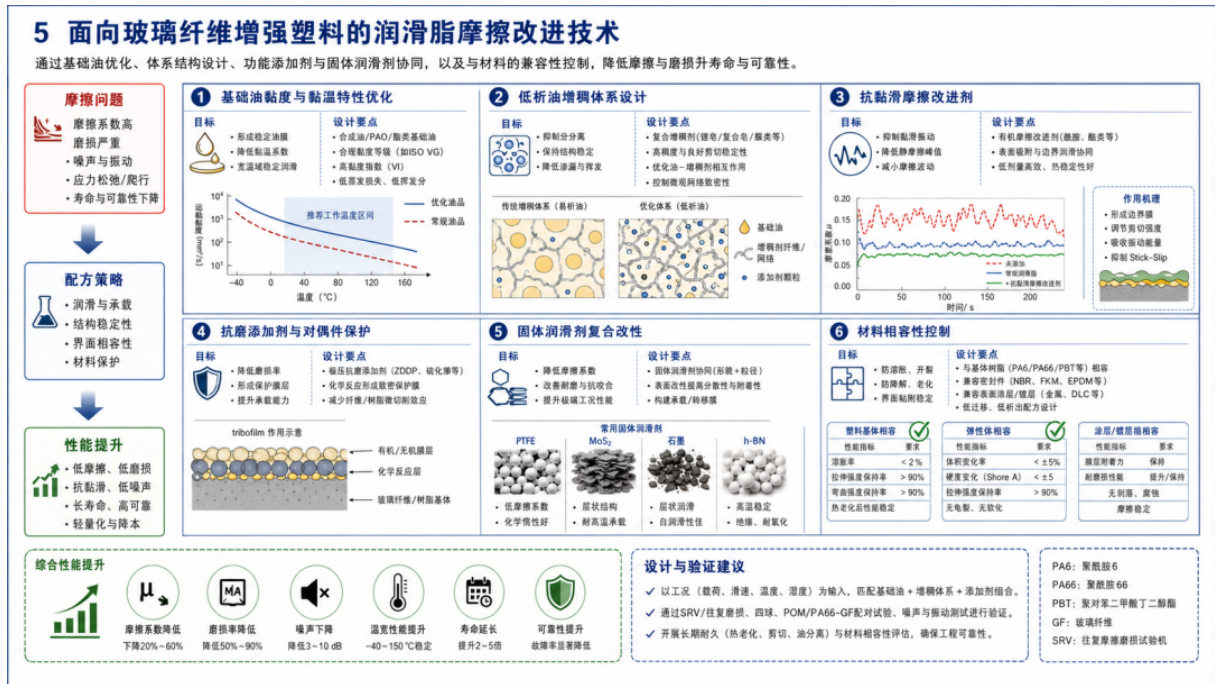 5 面向玻璃纤维增强塑料的润滑脂摩擦改进技术
通过基础油优化、体系结构设计、功能添加剂与固体润滑剂协同，以及与材料的兼容性控制，降低摩擦与磨损升寿命与可靠性。
摩擦问题
摩擦系数高
磨损严重
• 噪声与振动
• 应力松弛/爬行
• 寿命与可靠性下降
配方策略
• 润滑与承载
• 结构稳定性
• 界面相容性
• 材料保护
性能提升
• 低摩擦、低磨损
• 抗黏滑、低噪声
• 长寿命、高可靠
• 轻量化与降本
1 基础油黏度与黏温特性优化
目标
• 形成稳定油膜
• 降低黏温系数
• 宽温域稳定润滑
设计要点
• 合成油/PAO/酯类基础油
• 合理黏度等级（如ISO VG）
• 高黏度指数（VI）
• 低蒸发损失、低挥发分
运黏黏度(mm²/s)
10⁴
10³
10²
10¹
推荐工作温度区间
优化油品
常规油品
−40 0 0 40 80 120 160
温度（°C）
2 低析油增稠体系设计
目标
• 抑制分分离
• 保持结构稳定
• 降低油漏与挥发
设计要点
• 复合增稠剂(锂皂/复合皂/脲类等)
• 高稠度与良好剪切稳定性
• 优化油－增稠剂相互作用
• 控制微观网络致密性
传统增稠体系（易析油）
优化体系（低析油）
基础油
增稠剂纤维/网络
添加剂颗粒
3 抗黏滑摩擦改进剂
目标
• 抑制黏滑振动
• 降低静摩擦峰值
• 减小摩擦波动
设计要点
• 有机摩擦改进剂(酰胺、酯类等)
• 表面吸附与边界润滑协同
• 低剂量高效、热稳定性好
摩擦系数 μ
0.20
0.15
0.10
0.05
0.00
未添加
常规润滑脂
+抗黏滑摩擦改进剂
0 50 100 150 200
时间/ s
作用机理
• 形成边界膜
• 调节剪切强度
• 吸收振动能量
• 抑制 Stick-Slip
4 抗磨添加剂与对偶件保护
目标
• 降低磨损率
• 形成保护膜层
• 提升承载能力
设计要点
• 极压抗磨添加剂（ZDDP、硫化烯等）
• 化学反应形成致密保护膜
• 减少纤维/树脂微切削效应
tribofilm 作用示意
有机/无机膜层
化学反应层
玻璃纤维/树脂基体
5 固体润滑剂复合改性
目标
• 降低摩擦系数
• 改善耐磨与抗咬合
• 提升极端工况性能
设计要点
• 固体润滑剂协同(形貌＋粒径)
• 表面改性提高分散性与附着性
• 构建承载/转移膜
常用固体润滑剂
PTFE
• 低摩擦系数
• 化学惰性好
MoS₂
• 层状结构
• 耐高温承载
石墨
• 层状润滑
• 自润滑性佳
h-BN
• 高温稳定
• 绝缘、耐氧化
6 材料相容性控制
目标
• 防溶胀、开裂
• 防降解、老化
• 界面粘附稳定
设计要点
• 与基体树脂 (PA6/PA66/PBT等) 相容
• 兼容密封件（NBR、FKM、EPDM等）
• 兼容表面涂层/镀层（金属、DLC等）
• 低迁移、低析出配方设计
塑料基体相容
性能指标 要求
溶胀率 < 2 %
拉伸强度保持率 > 90%
弯曲强度保持率 > 90%
热老化后性能稳定
弹性体相容
性能指标 要求
体积变化率 < ±5%
硬度变化（Shore A） < ±5
拉伸强度保持率 > 90%
无龟裂、无软化
涂层/镀层组相容
性能指标 要求
膜层附着力 保持
耐磨损性能 提升/保持
无剥落、腐蚀
摩擦稳定
综合性能提升
摩擦系数降低
下降20%~60%
磨损率降低
降低50%~90%
噪声下降
降低3~10 dB
温宽性能提升
-40~150 °C稳定
寿命延长
提升2~5倍
可靠性提升
故障率显著降低
设计与验证建议
✓ 以工况（载荷、滑速、温度、湿度）为输入，匹配基础油＋增稠体系＋添加剂组合。
✓ 通过SRV/往复磨损、四球、POM/PA66-GF配对试验、噪声与振动测试进行验证。
✓ 开展长期耐久（热老化、剪切、油分离）与材料相容性评估，确保工程可靠性。
PA6：聚酰胺6
PA66：聚酰胺66
PBT：聚对苯二甲酸丁二醇酯
GF：玻璃纤维
SRV：往复摩擦磨损试验机